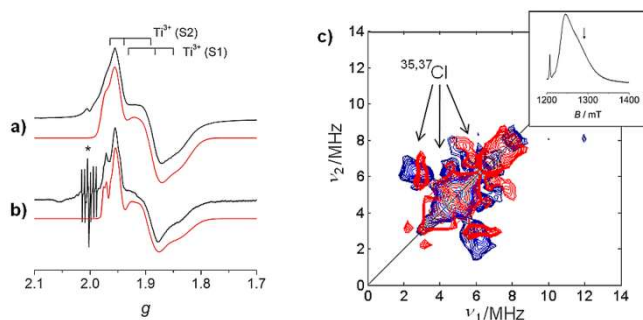 Ti³⁺ (S2)
Ti³⁺ (S1)
a)
*
b)
2.1 2.0 1.9 1.8 1.7
g
c)
14
12
10
8
6
4
2
0
ν₂/MHz
³⁵,³⁷Cl
0 2 4 6 8 10 12 14
ν₁/MHz
1200 1300 1400
B / mT